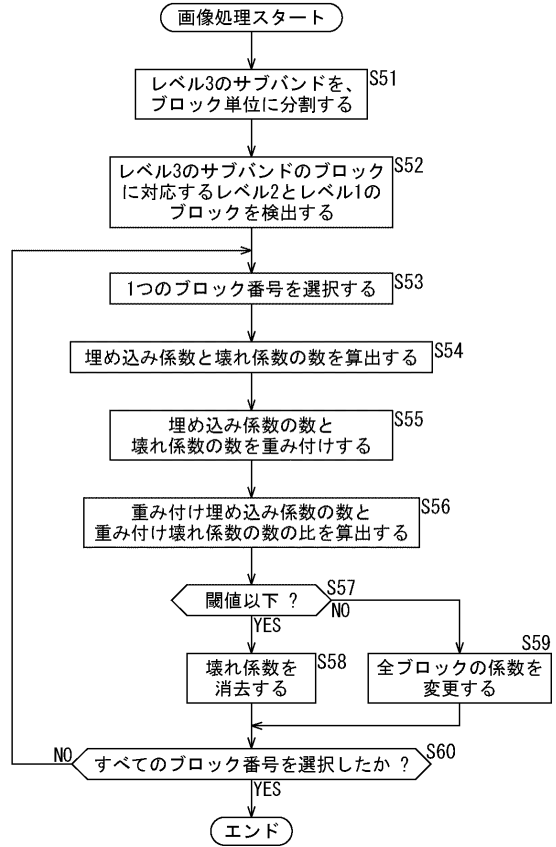 画像処理スタート
S51
レベル3のサブバンドを、
ブロック単位に分割する
S52
レベル3のサブバンドのブロック
に対応するレベル2とレベル1の
ブロックを検出する
S53
1つのブロック番号を選択する
S54
埋め込み係数と壊れ係数の数を算出する
S55
埋め込み係数の数と
壊れ係数の数を重み付けする
S56
重み付け埋め込み係数の数と
重み付け壊れ係数の数の比を算出する
S57
閾値以下 ?
NO
YES
S58
壊れ係数を
消去する
S59
全ブロックの係数を
変更する
S60
NO
すべてのブロック番号を選択したか ?
YES
エンド